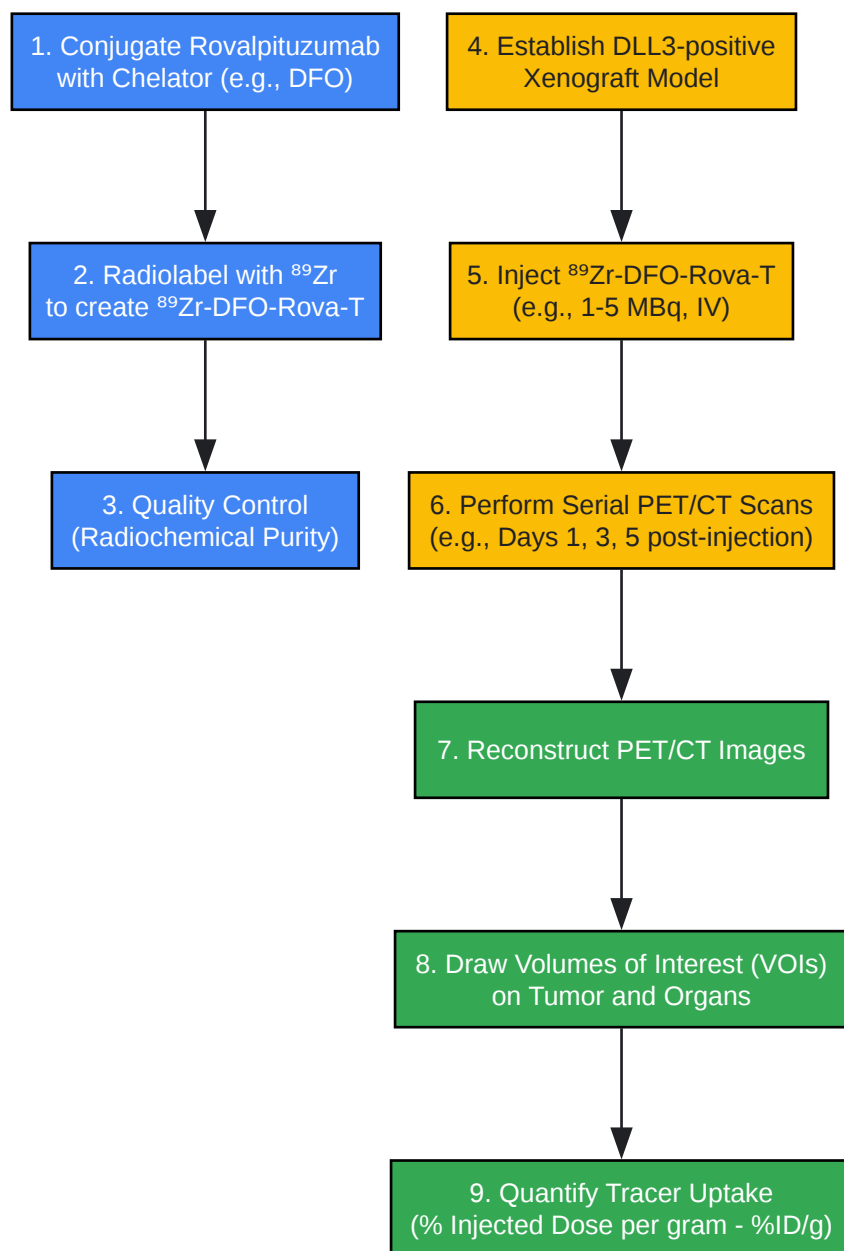 1. Conjugate Rovalpituzumab
with Chelator (e.g., DFO)
2. Radiolabel with ⁸⁹Zr
to create ⁸⁹Zr-DFO-Rova-T
3. Quality Control
(Radiochemical Purity)
4. Establish DLL3-positive
Xenograft Model
5. Inject ⁸⁹Zr-DFO-Rova-T
(e.g., 1-5 MBq, IV)
6. Perform Serial PET/CT Scans
(e.g., Days 1, 3, 5 post-injection)
7. Reconstruct PET/CT Images
8. Draw Volumes of Interest (VOIs)
on Tumor and Organs
9. Quantify Tracer Uptake
(% Injected Dose per gram - %ID/g)